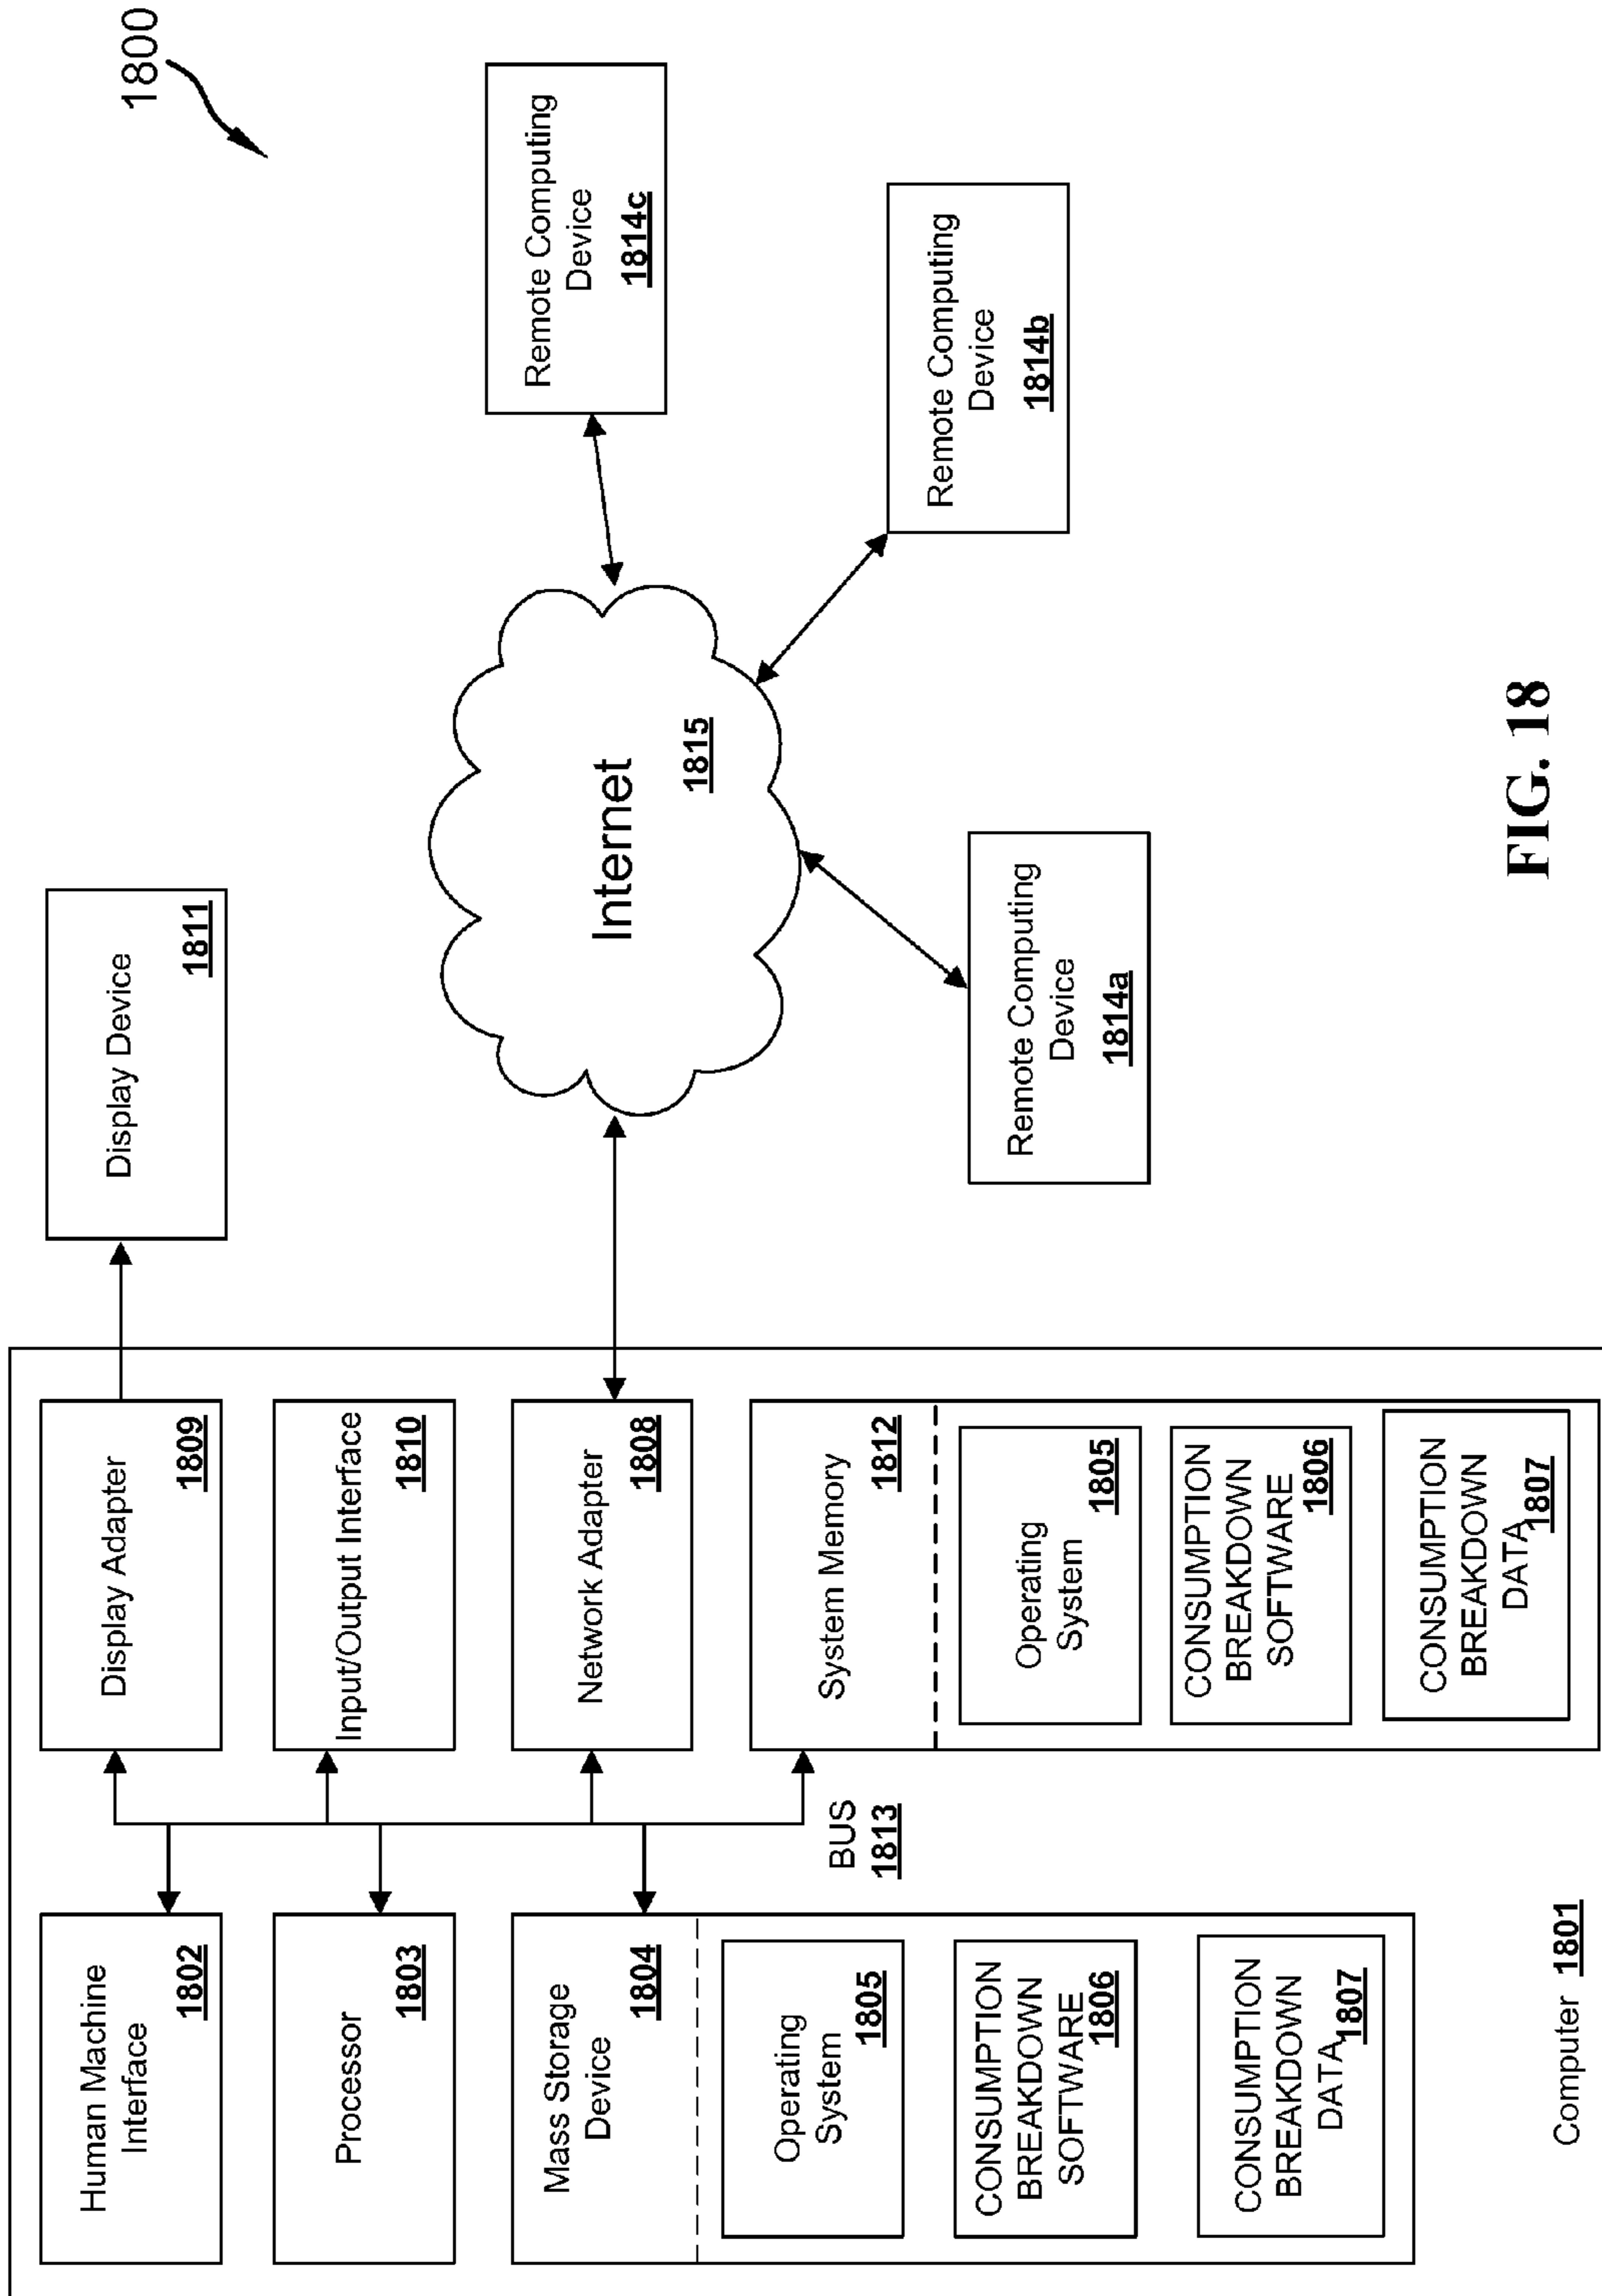 1800
Human Machine
Interface
1802
Processor
1803
Mass Storage
Device
1804
Operating
System
1805
CONSUMPTION
BREAKDOWN
SOFTWARE
1806
CONSUMPTION
BREAKDOWN
DATA
1807
Computer 1801
BUS
1813
Display Adapter
1809
Input/Output Interface
1810
Network Adapter
1808
System Memory
1812
Operating
System
1805
CONSUMPTION
BREAKDOWN
SOFTWARE
1806
CONSUMPTION
BREAKDOWN
DATA
1807
Display Device
1811
Internet
1815
Remote Computing
Device
1814a
Remote Computing
Device
1814b
Remote Computing
Device
1814c
FIG. 18